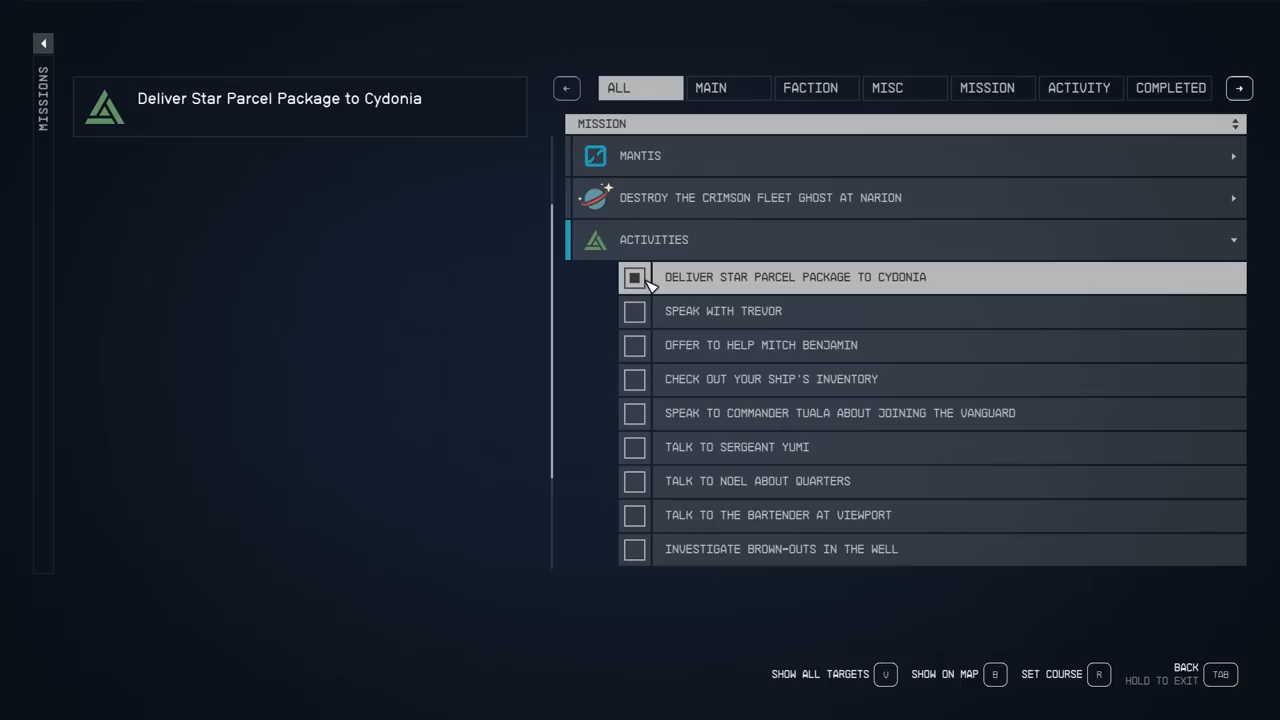 MISSIONS
Deliver Star Parcel Package to Cydonia
ALL MAIN FACTION MISC MISSION ACTIVITY COMPLETED
MISSION
MANTIS
DESTROY THE CRIMSON FLEET GHOST AT NARION
ACTIVITIES
DELIVER STAR PARCEL PACKAGE TO CYDONIA
SPEAK WITH TREVOR
OFFER TO HELP MITCH BENJAMIN
CHECK OUT YOUR SHIP'S INVENTORY
SPEAK TO COMMANDER TUALA ABOUT JOINING THE VANGUARD
TALK TO SERGEANT YUMI
TALK TO NOEL ABOUT QUARTERS
TALK TO THE BARTENDER AT VIEWPORT
INVESTIGATE BROWN-OUTS IN THE WELL
SHOW ALL TARGETS V SHOW ON MAP B SET COURSE R BACK TAB
HOLD TO EXIT